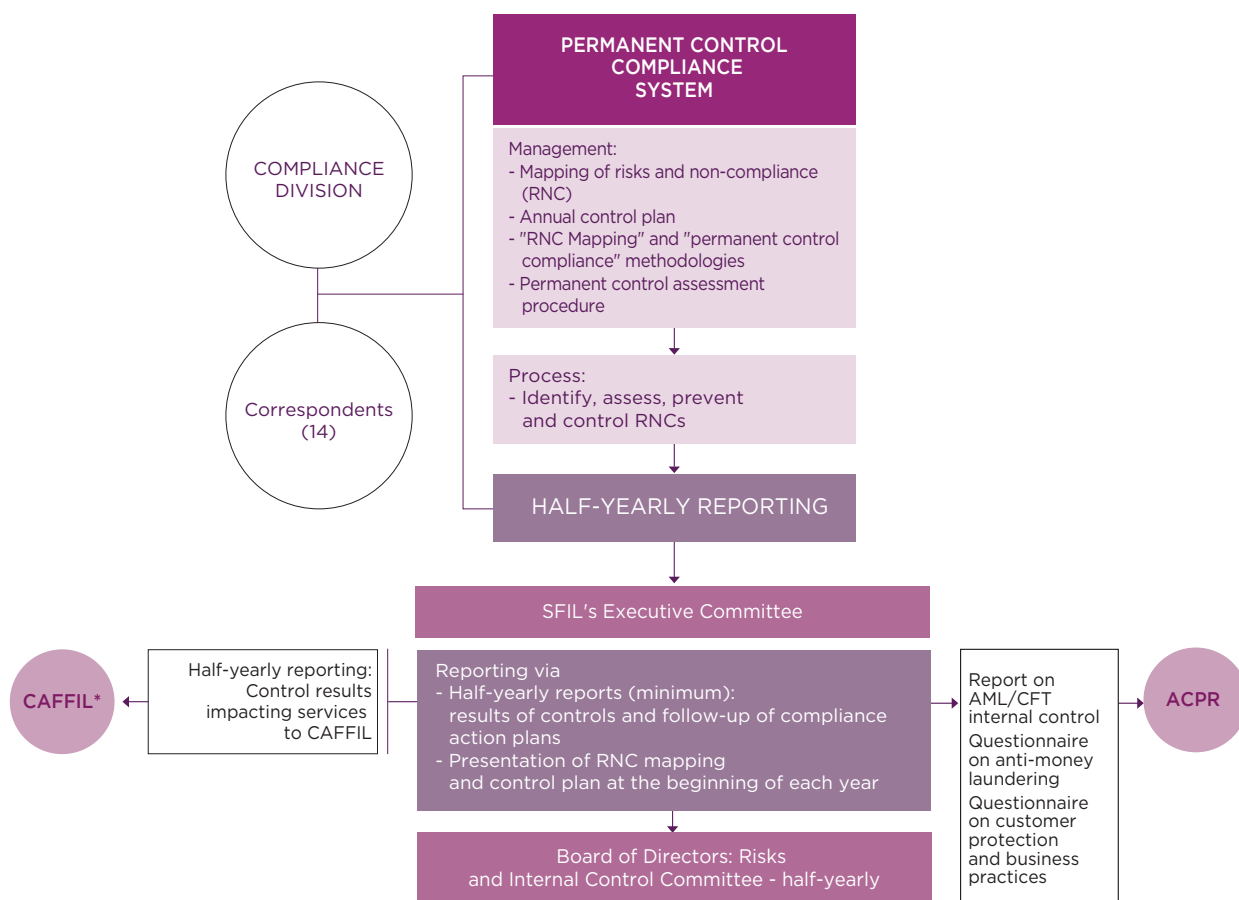 PERMANENT CONTROL
COMPLIANCE
SYSTEM
COMPLIANCE
DIVISION
Management:
- Mapping of risks and non-compliance
(RNC)
- Annual control plan
- "RNC Mapping" and "permanent control
compliance" methodologies
- Permanent control assessment
procedure
Correspondents
(14)
Process:
- Identify, assess, prevent
and control RNCs
HALF-YEARLY REPORTING
SFIL's Executive Committee
CAFFIL*
Half-yearly reporting:
Control results
impacting services
to CAFFIL
Reporting via
- Half-yearly reports (minimum):
results of controls and follow-up of compliance
action plans
- Presentation of RNC mapping
and control plan at the beginning of each year
Report on
AML/CFT
internal control
Questionnaire
on anti-money
laundering
Questionnaire
on customer
protection
and business
practices
ACPR
Board of Directors: Risks
and Internal Control Committee - half-yearly